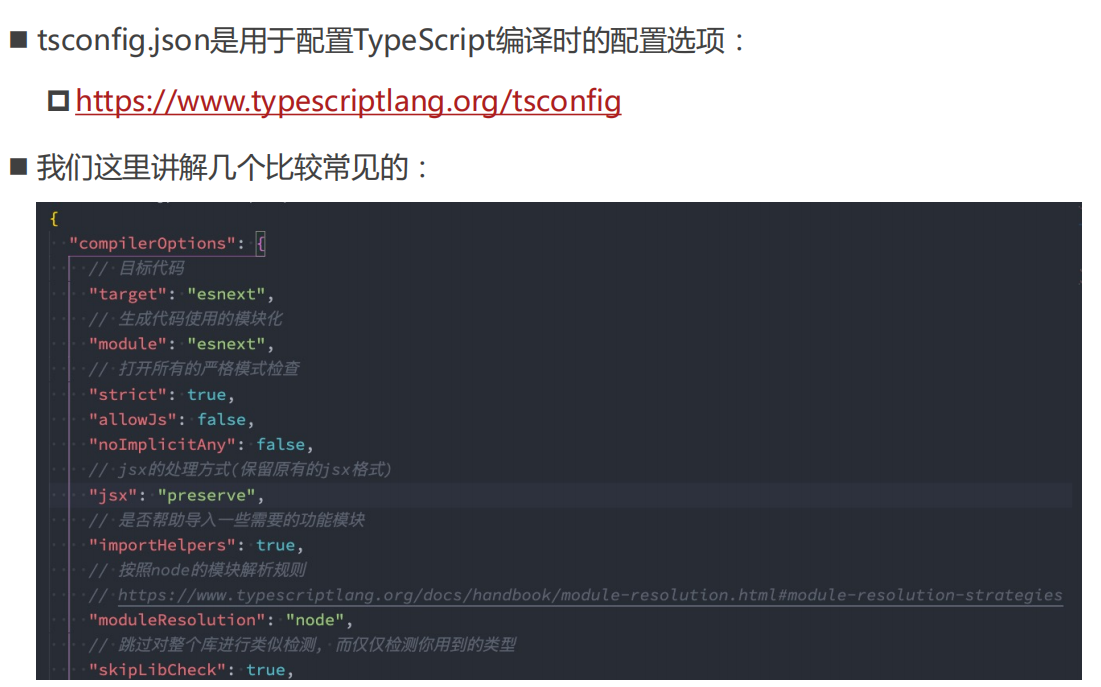 tsconfig.json是用于配置TypeScript编译时的配置选项：
https://www.typescriptlang.org/tsconfig
我们这里讲解几个比较常见的：
{
"compilerOptions": {
// 目标代码
"target": "esnext",
// 生成代码使用的模块化
"module": "esnext",
// 打开所有的严格模式检查
"strict": true,
"allowJs": false,
"noImplicitAny": false,
// jsx的处理方式(保留原有的jsx格式)
"jsx": "preserve",
// 是否帮助导入一些需要的功能模块
"importHelpers": true,
// 按照node的模块解析规则
// https://www.typescriptlang.org/docs/handbook/module-resolution.html#module-resolution-strategies
"moduleResolution": "node",
// 跳过对整个库进行类似检测, 而仅仅检测你用到的类型
"skipLibCheck": true,